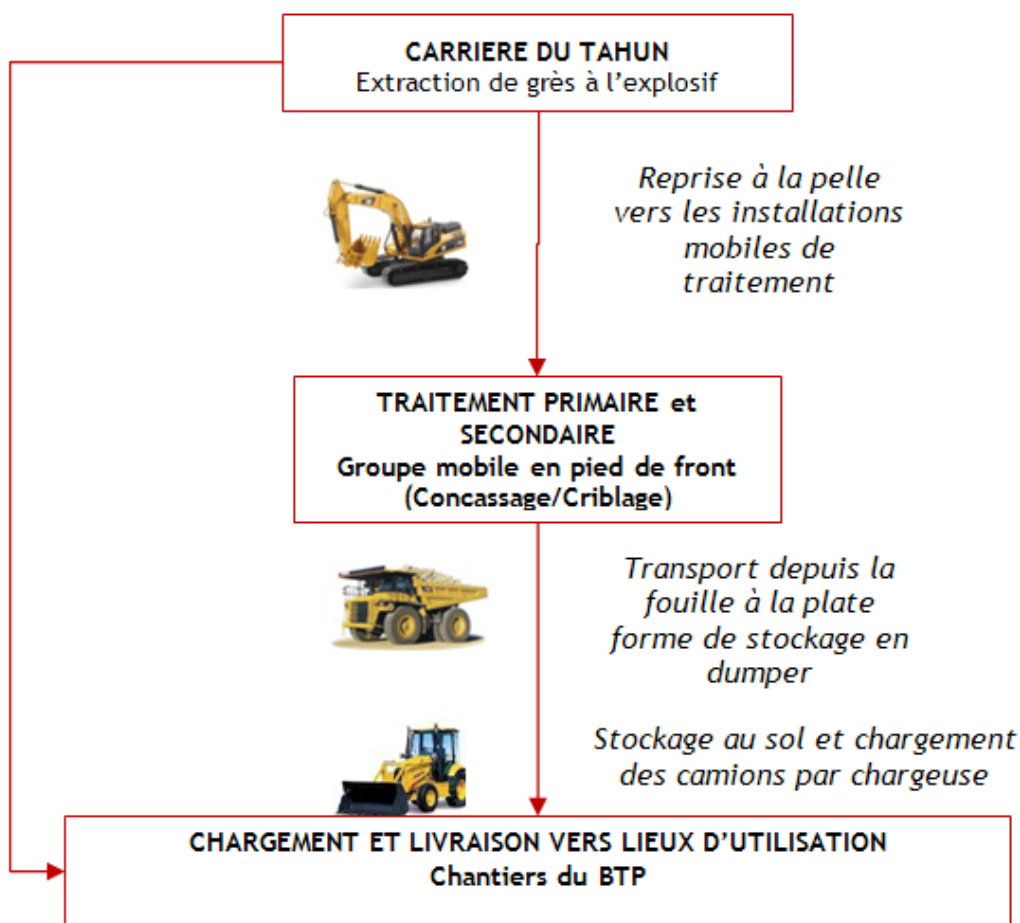 CARRIERE DU TAHUN
Extraction de grès à l'explosif
Reprise à la pelle
vers les installations
mobiles de
traitement
TRAITEMENT PRIMAIRE et
SECONDAIRE
Groupe mobile en pied de front
(Concassage/Criblage)
Transport depuis la
fouille à la plate
forme de stockage en
dumper
Stockage au sol et chargement
des camions par chargeuse
CHARGEMENT ET LIVRAISON VERS LIEUX D'UTILISATION
Chantiers du BTP